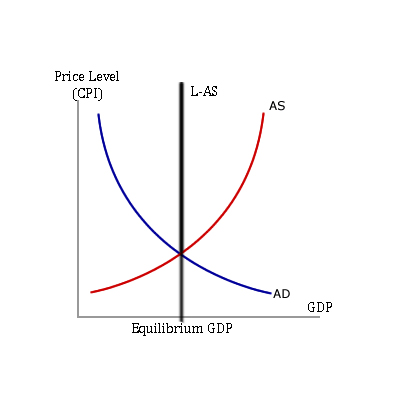 Price Level
(CPI)
L-AS
AS
AD
GDP
Equilibrium GDP